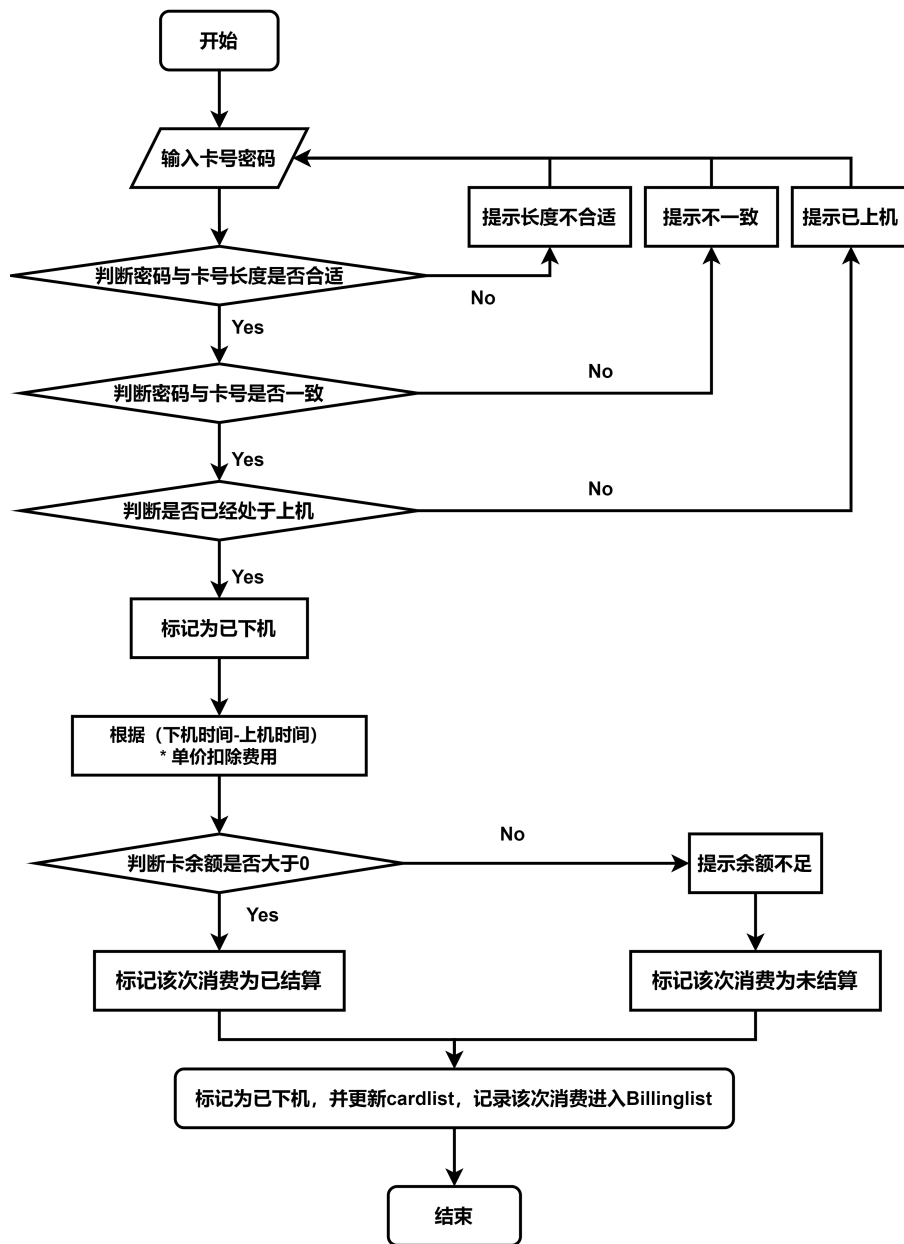 开始
输入卡号密码
提示长度不合适
提示不一致
提示已上机
判断密码与卡号长度是否合适
No
Yes
判断密码与卡号是否一致
No
Yes
判断是否已经处于上机
No
Yes
标记为已下机
根据（下机时间-上机时间）
* 单价扣除费用
判断卡余额是否大于0
No
提示余额不足
Yes
标记该次消费为已结算
标记该次消费为未结算
标记为已下机，并更新cardlist，记录该次消费进入Billinglist
结束